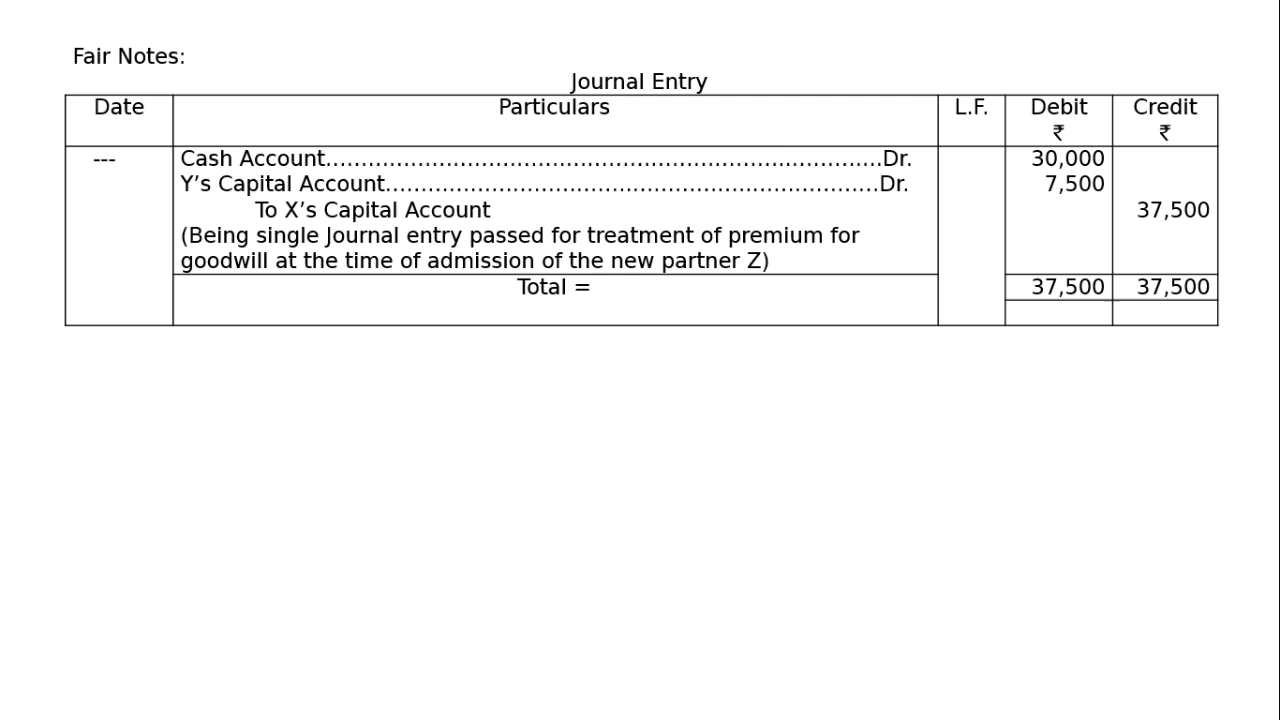 Fair Notes:
Journal Entry
Date Particulars L.F. Debit Credit
₹ ₹
--- Cash Account……………………………………………………………………..…………..Dr. 30,000
Y’s Capital Account…………………………………………………………………Dr. 7,500
To X’s Capital Account 37,500
(Being single Journal entry passed for treatment of premium for
goodwill at the time of admission of the new partner Z)
Total = 37,500 37,500